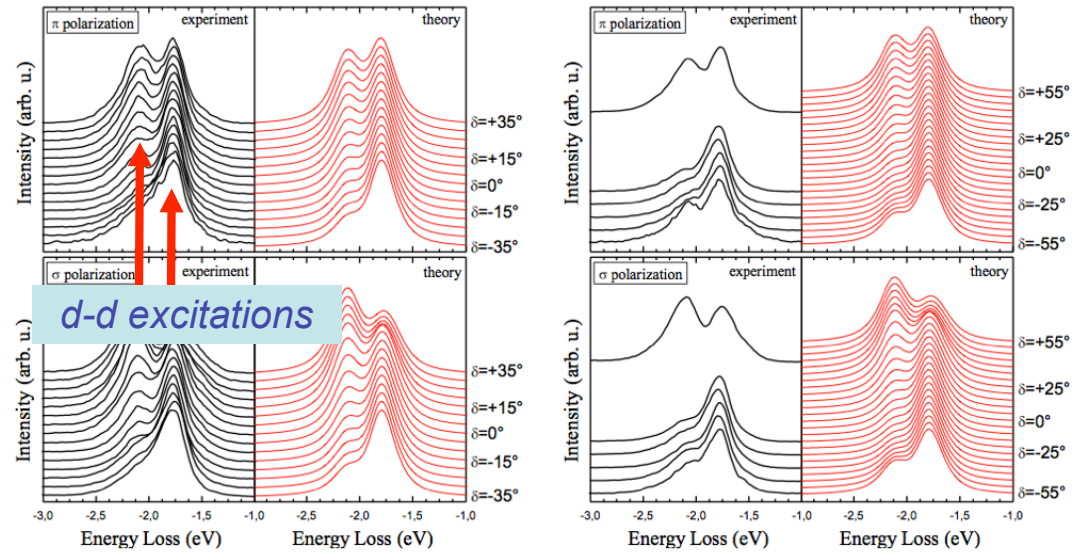 π polarization
experiment
theory
Intensity (arb. u.)
δ=+35°
δ=+15°
δ=0°
δ=-15°
δ=-35°
σ polarization
experiment
theory
d-d excitations
Intensity (arb. u.)
δ=+35°
δ=+15°
δ=0°
δ=-15°
δ=-35°
-3,0 -2,5 -2,0 -1,5 -2,5 -2,0 -1,5 -1,0
Energy Loss (eV) Energy Loss (eV)
π polarization
experiment
theory
Intensity (arb. u.)
δ=+55°
δ=+25°
δ=0°
δ=-25°
δ=-55°
σ polarization
experiment
theory
Intensity (arb. u.)
δ=+55°
δ=+25°
δ=0°
δ=-25°
δ=-55°
-3,0 -2,5 -2,0 -1,5 -1,0 -2,5 -2,0 -1,5 -1,0
Energy Loss (eV) Energy Loss (eV)